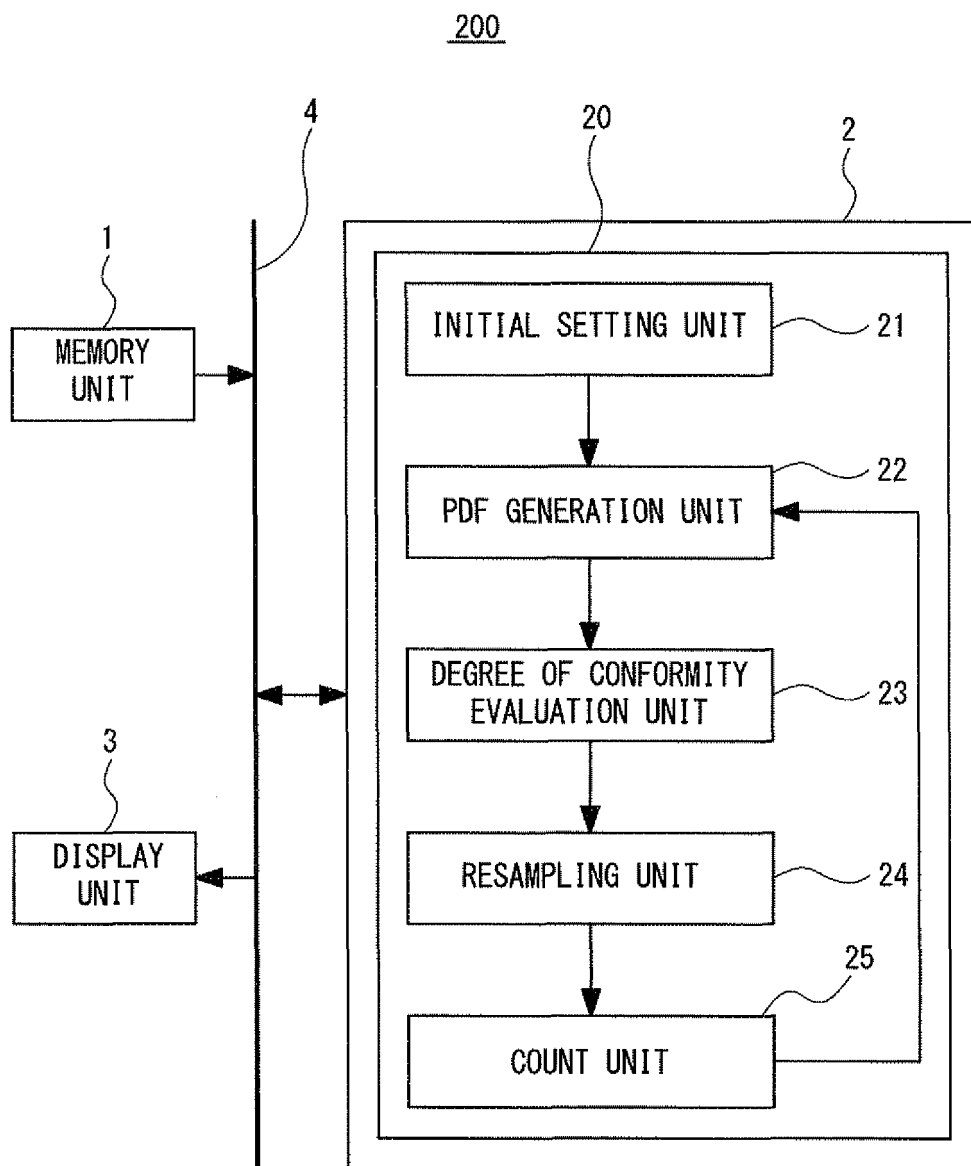 200
4
20
2
1
MEMORY
UNIT
INITIAL SETTING UNIT
21
22
PDF GENERATION UNIT
DEGREE OF CONFORMITY
EVALUATION UNIT
23
3
DISPLAY
UNIT
RESAMPLING UNIT
24
25
COUNT UNIT